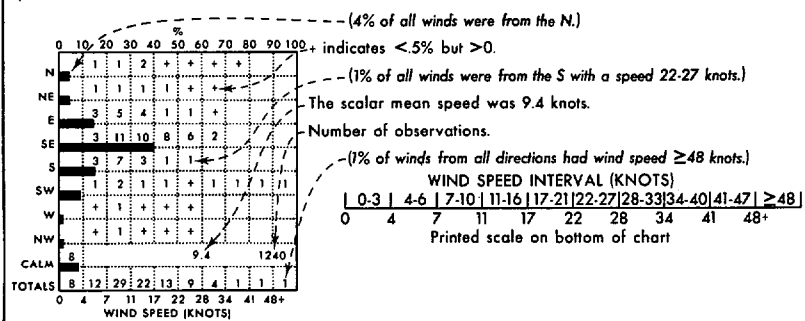 (4% of all winds were from the N.)
%
0 10 20 30 40 50 60 70 80 90 100
+ indicates <.5% but >0.
N 1 1 2 + + + +
(1% of all winds were from the S with a speed 22-27 knots.)
NE 1 1 1 1 + +
The scalar mean speed was 9.4 knots.
E 3 5 4 1 1 +
Number of observations.
SE 3 11 10 8 6 2
(1% of winds from all directions had wind speed ≥48 knots.)
S 3 7 3 1 1
WIND SPEED INTERVAL (KNOTS)
SW 1 2 1 1 + 1 1 1 1
0-3 | 4-6 | 7-10 | 11-16 | 17-21 | 22-27 | 28-33 | 34-40 | 41-47 | ≥48
W + 1 + + +
0 4 7 11 17 22 28 34 41 48+
NW + 1 + + +
Printed scale on bottom of chart
CALM 8 9.4 1240
TOTALS 8 12 29 22 13 9 4 1 1 1
0 4 7 11 17 22 28 34 41 48+
WIND SPEED (KNOTS)